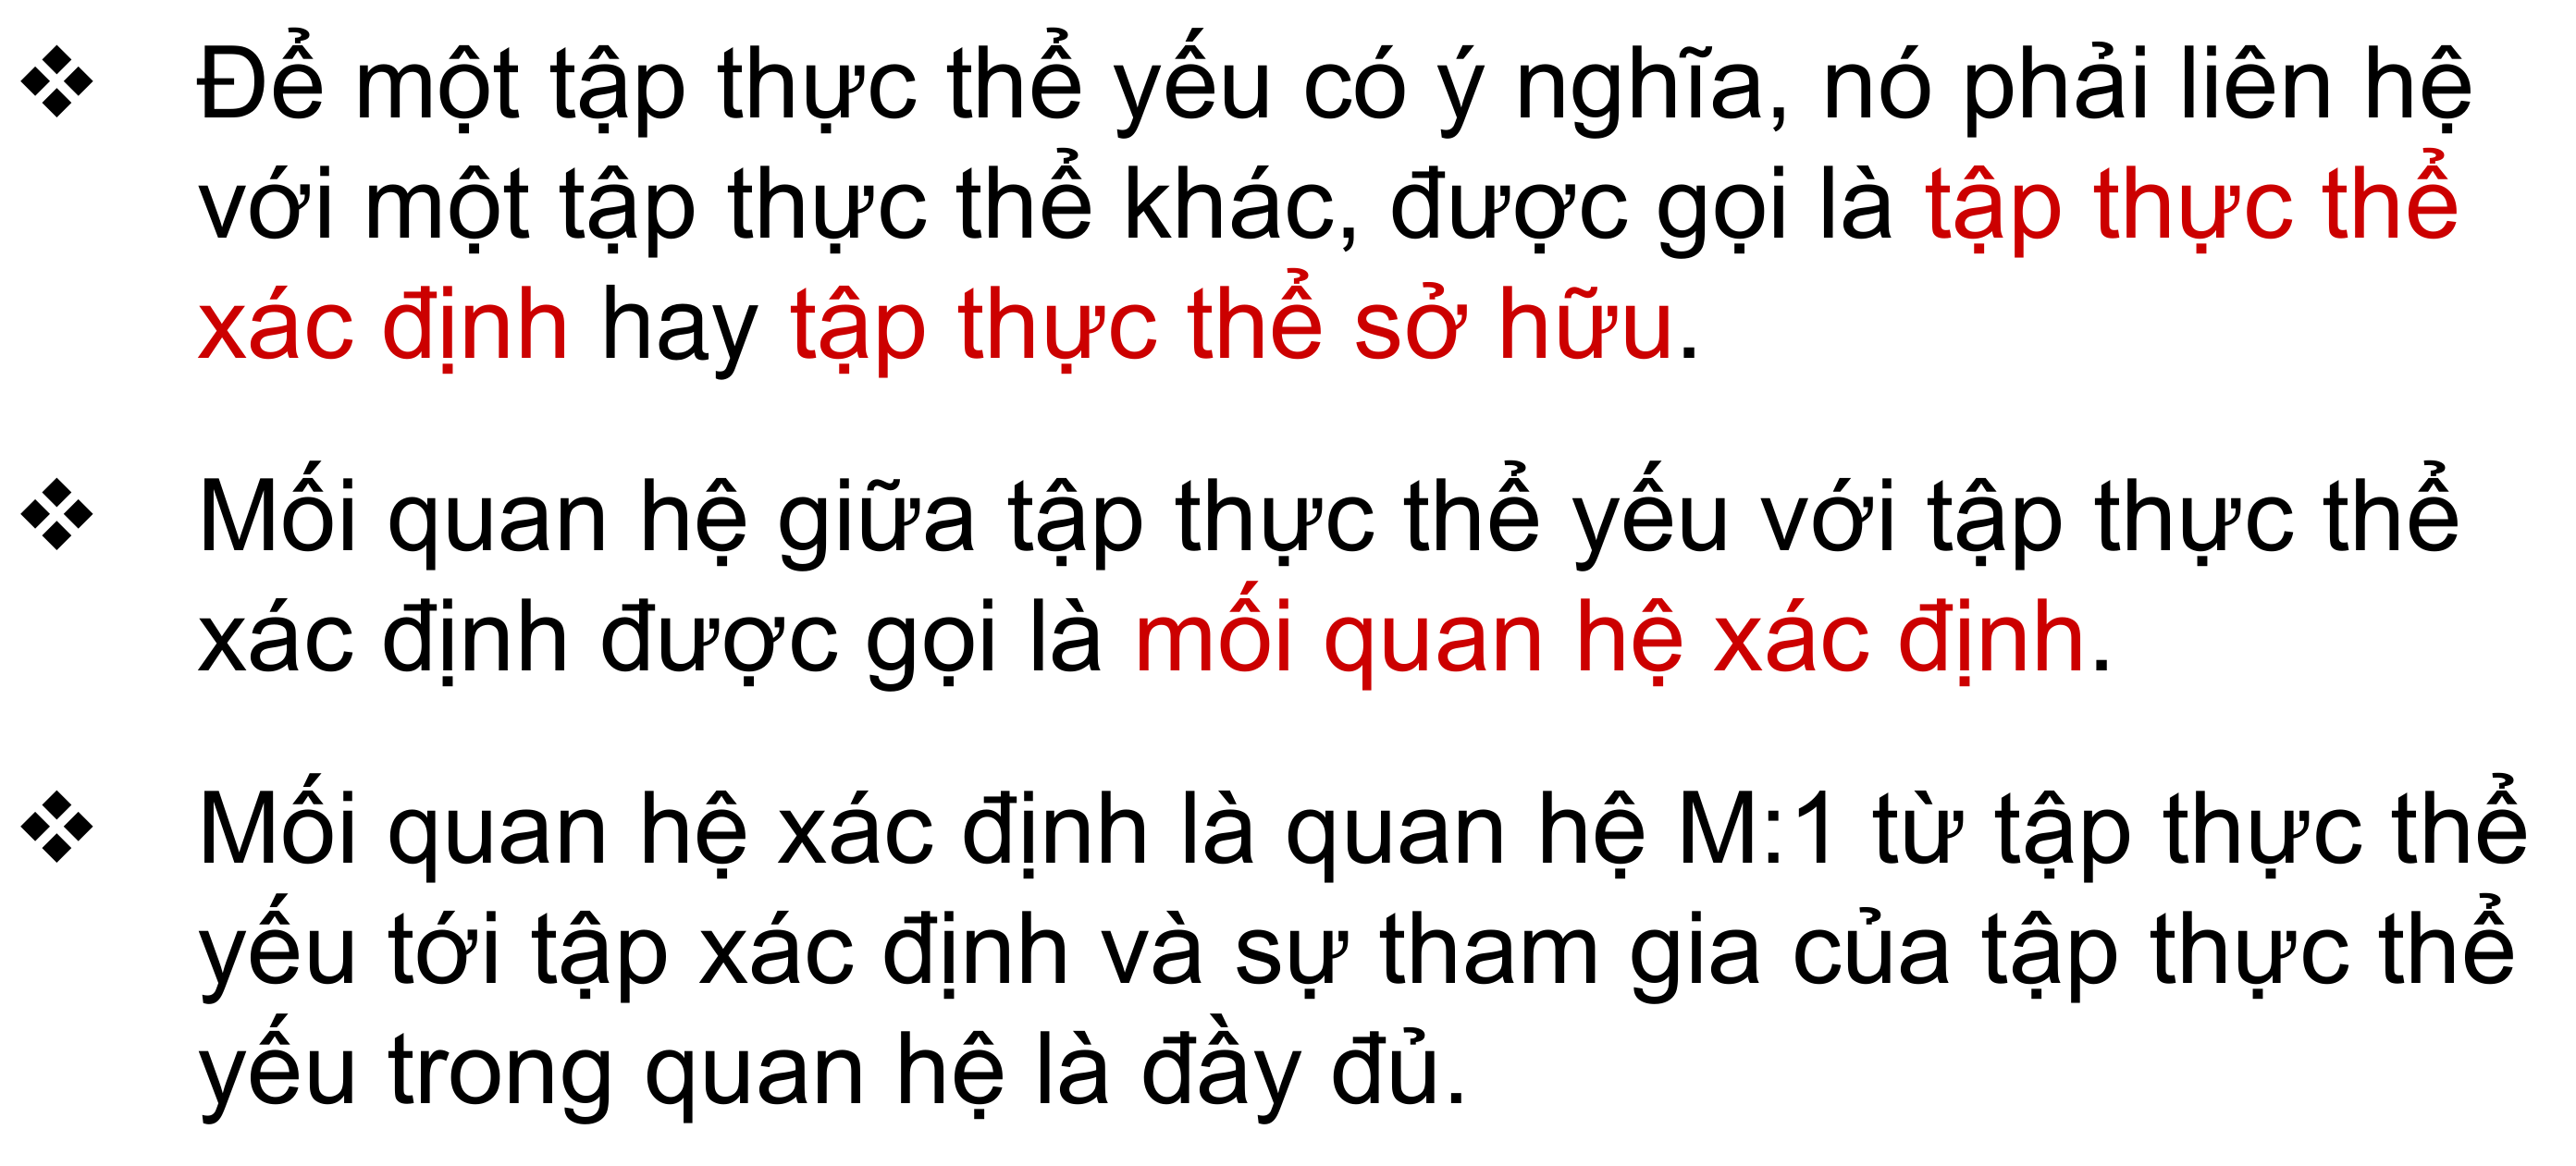 ❖ Để một tập thực thể yếu có ý nghĩa, nó phải liên hệ
với một tập thực thể khác, được gọi là tập thực thể
xác định hay tập thực thể sở hữu.
❖ Mối quan hệ giữa tập thực thể yếu với tập thực thể
xác định được gọi là mối quan hệ xác định.
❖ Mối quan hệ xác định là quan hệ M:1 từ tập thực thể
yếu tới tập xác định và sự tham gia của tập thực thể
yếu trong quan hệ là đầy đủ.